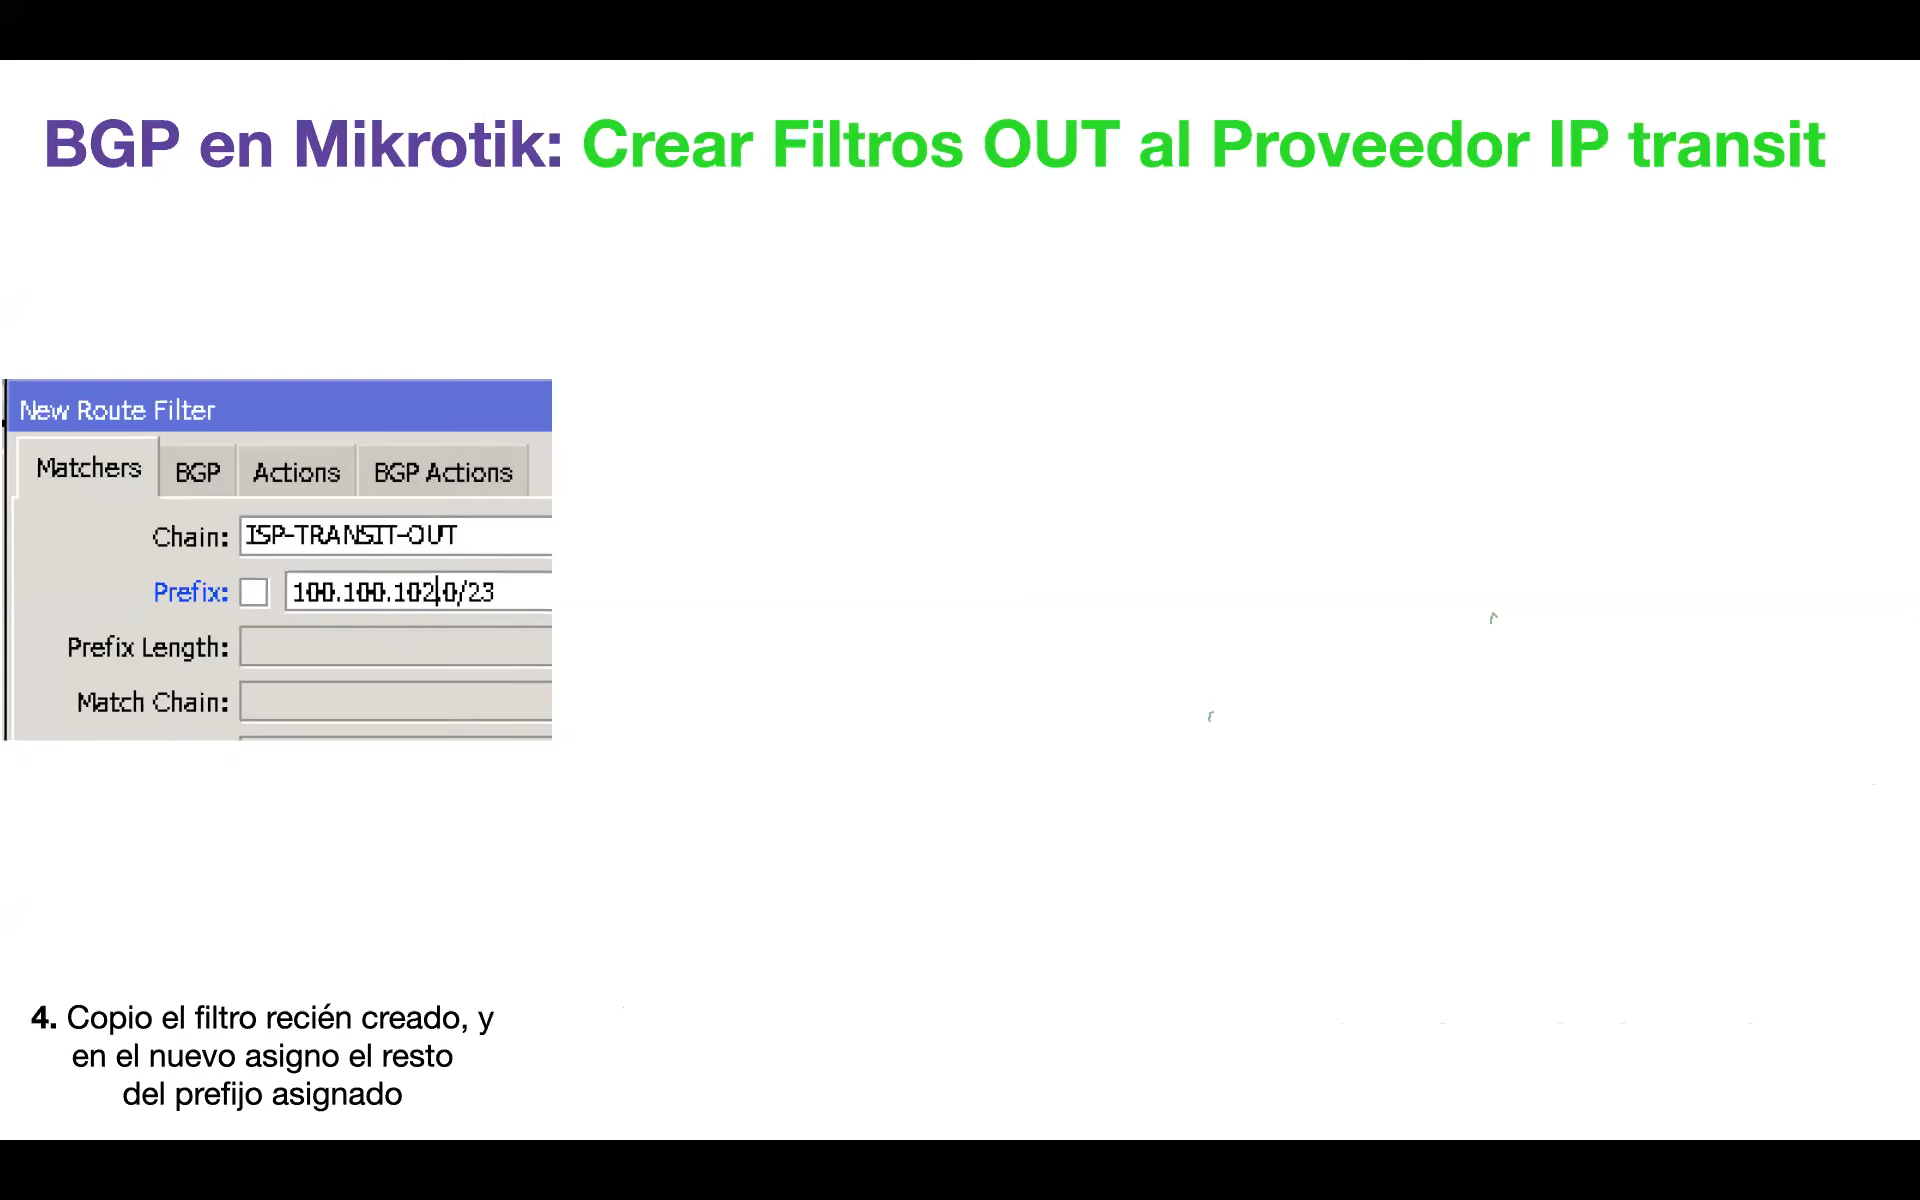 BGP en Mikrotik: Crear Filtros OUT al Proveedor IP transit
New Route Filter
Matchers BGP Actions BGP Actions
Chain: ISP-TRANSIT-OUT
Prefix: 100.100.102.0/23
Prefix Length:
Match Chain:
4. Copio el filtro recién creado, y
en el nuevo asigno el resto
del prefijo asignado